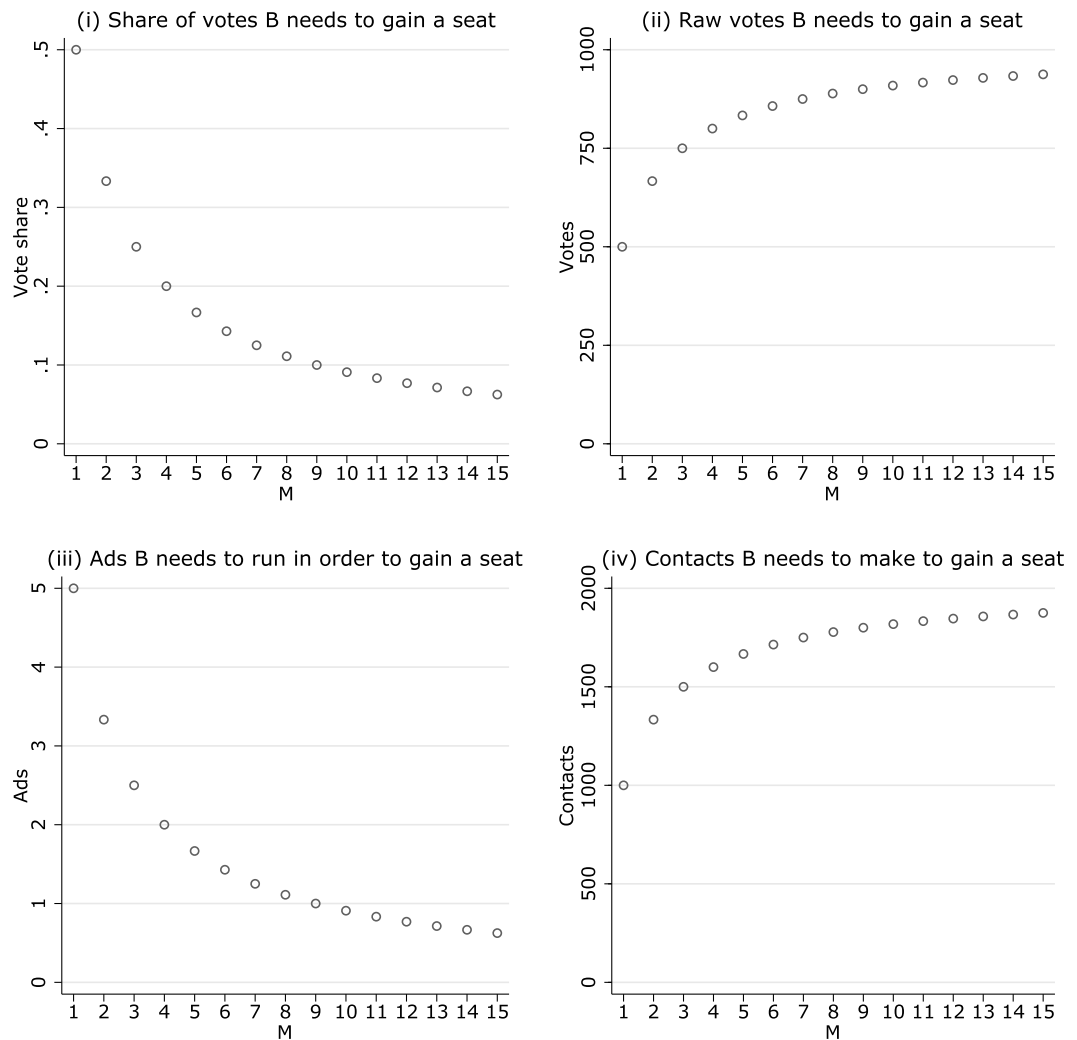 (i) Share of votes B needs to gain a seat
Vote share
.5
.4
.3
.2
.1
0
1 2 3 4 5 6 7 8 9 10 11 12 13 14 15
M
(ii) Raw votes B needs to gain a seat
Votes
1000
750
500
250
0
1 2 3 4 5 6 7 8 9 10 11 12 13 14 15
M
(iii) Ads B needs to run in order to gain a seat
Ads
5
4
3
2
1
0
1 2 3 4 5 6 7 8 9 10 11 12 13 14 15
M
(iv) Contacts B needs to make to gain a seat
Contacts
2000
1500
1000
500
0
1 2 3 4 5 6 7 8 9 10 11 12 13 14 15
M